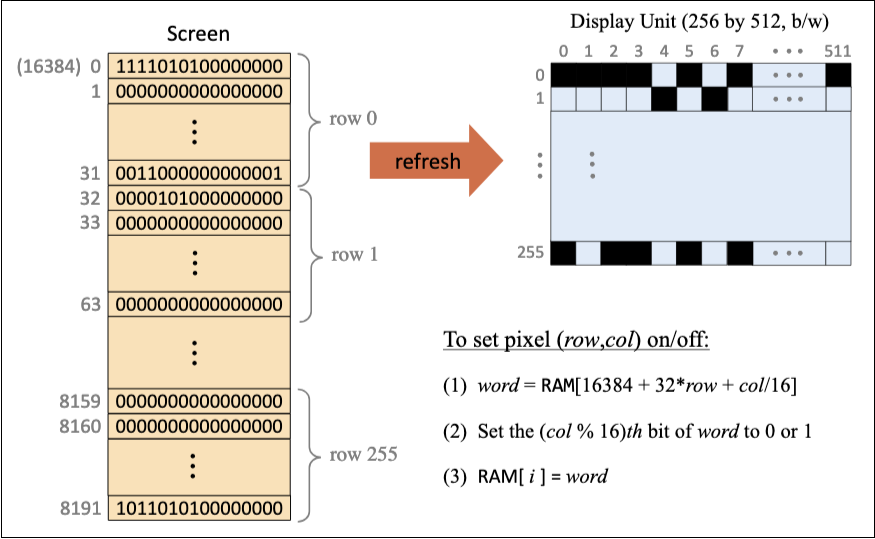 Screen
(16384) 0 1111010100000000
1 0000000000000000
⋮
31 0011000000000001
row 0
32 0000101000000000
33 0000000000000000
⋮
63 0000000000000000
row 1
⋮
8159 0000000000000000
8160 0000000000000000
⋮
8191 1011010100000000
row 255
refresh
Display Unit (256 by 512, b/w)
0 1 2 3 4 5 6 7 • • • 511
0 • • •
1 • • •
⋮ ⋮
255 • • •
To set pixel (row,col) on/off:
(1) word = RAM[16384 + 32*row + col/16]
(2) Set the (col % 16)th bit of word to 0 or 1
(3) RAM[ i ] = word